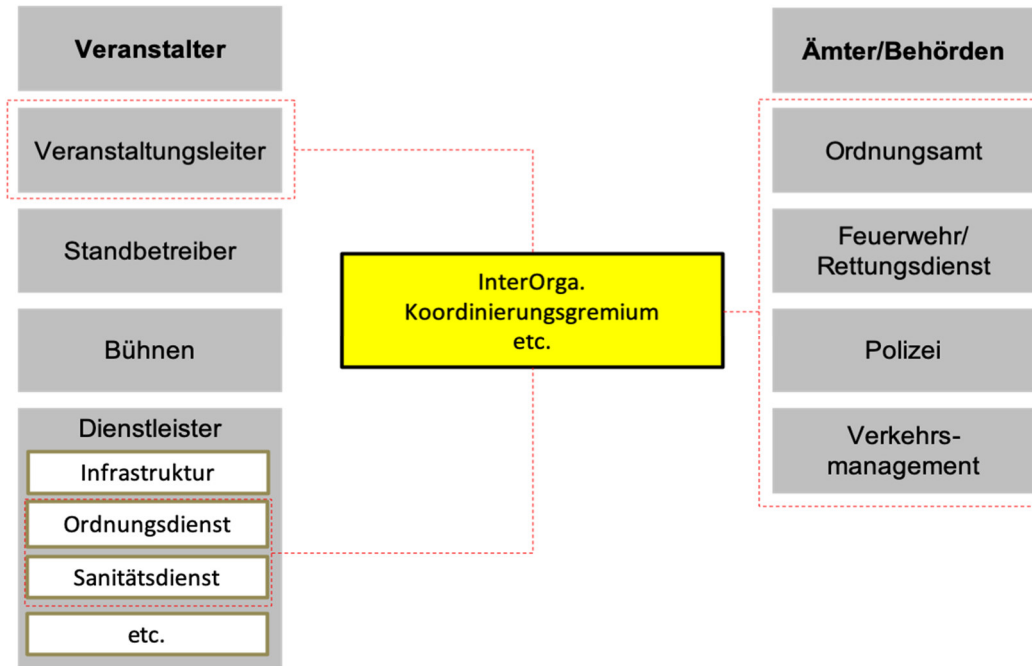 Veranstalter
Veranstaltungsleiter
Standbetreiber
Bühnen
Dienstleister
Infrastruktur
Ordnungsdienst
Sanitätsdienst
etc.
InterOrga.
Koordinierungsgremium
etc.
Ämter/Behörden
Ordnungsamt
Feuerwehr/
Rettungsdienst
Polizei
Verkehrs-
management